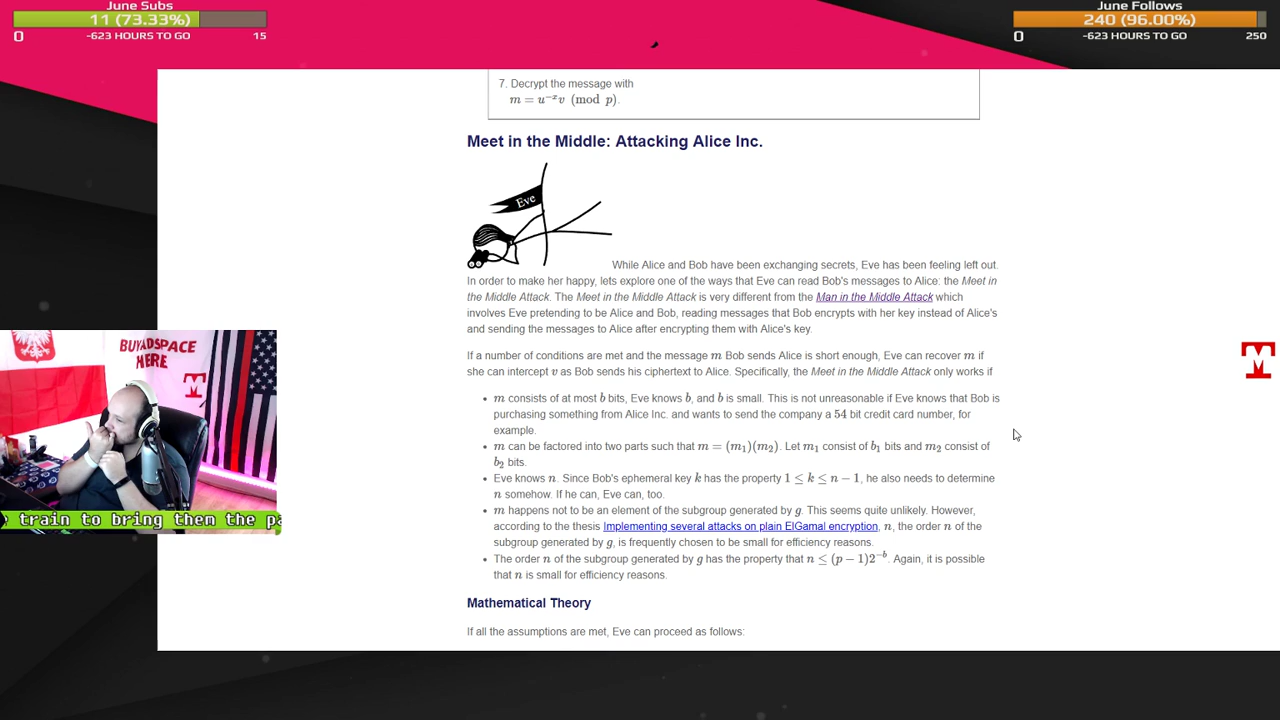 June Subs
11 (73.33%)
0 -623 HOURS TO GO 15
June Follows
240 (96.00%)
0 -623 HOURS TO GO 250
7. Decrypt the message with
m = u⁻ˣv (mod p).
Meet in the Middle: Attacking Alice Inc.
Eve
While Alice and Bob have been exchanging secrets, Eve has been feeling left out.
In order to make her happy, lets explore one of the ways that Eve can read Bob's messages to Alice: the Meet in
the Middle Attack. The Meet in the Middle Attack is very different from the Man in the Middle Attack which
involves Eve pretending to be Alice and Bob, reading messages that Bob encrypts with her key instead of Alice's
and sending the messages to Alice after encrypting them with Alice's key.
If a number of conditions are met and the message m Bob sends Alice is short enough, Eve can recover m if
she can intercept v as Bob sends his ciphertext to Alice. Specifically, the Meet in the Middle Attack only works if
• m consists of at most b bits, Eve knows b, and b is small. This is not unreasonable if Eve knows that Bob is
purchasing something from Alice Inc. and wants to send the company a 54 bit credit card number, for
example.
• m can be factored into two parts such that m = (m₁)(m₂). Let m₁ consist of b₁ bits and m₂ consist of
b₂ bits.
• Eve knows n. Since Bob's ephemeral key k has the property 1 ≤ k ≤ n − 1, he also needs to determine
n somehow. If he can, Eve can, too.
• m happens not to be an element of the subgroup generated by g. This seems quite unlikely. However,
according to the thesis Implementing several attacks on plain ElGamal encryption, n, the order n of the
subgroup generated by g, is frequently chosen to be small for efficiency reasons.
• The order n of the subgroup generated by g has the property that n ≤ (p − 1)2⁻ᵇ. Again, it is possible
that n is small for efficiency reasons.
Mathematical Theory
If all the assumptions are met, Eve can proceed as follows:
BUY ADSPACE
HERE
train to bring them the pa